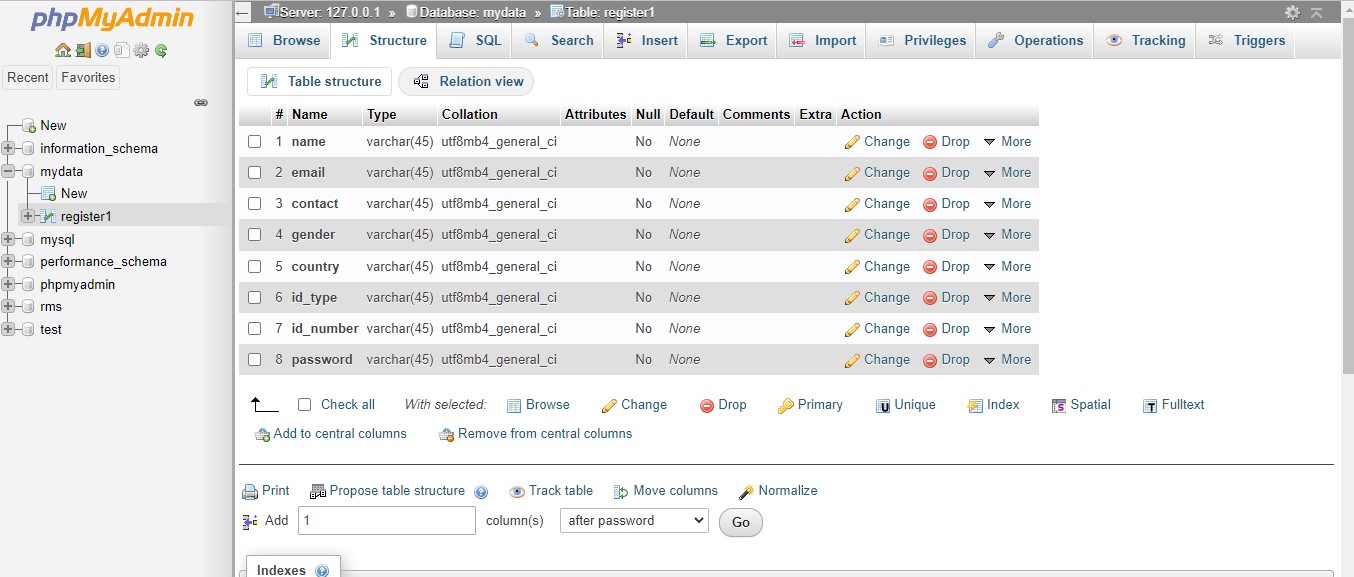 phpMyAdmin
Recent Favorites
New
information_schema
mydata
New
register1
mysql
performance_schema
phpmyadmin
rms
test
Server: 127.0.0.1 » Database: mydata » Table: register1
Browse Structure SQL Search Insert Export Import Privileges Operations Tracking Triggers
Table structure Relation view
# Name Type Collation Attributes Null Default Comments Extra Action
1 name varchar(45) utf8mb4_general_ci No None Change Drop More
2 email varchar(45) utf8mb4_general_ci No None Change Drop More
3 contact varchar(45) utf8mb4_general_ci No None Change Drop More
4 gender varchar(45) utf8mb4_general_ci No None Change Drop More
5 country varchar(45) utf8mb4_general_ci No None Change Drop More
6 id_type varchar(45) utf8mb4_general_ci No None Change Drop More
7 id_number varchar(45) utf8mb4_general_ci No None Change Drop More
8 password varchar(45) utf8mb4_general_ci No None Change Drop More
Check all With selected: Browse Change Drop Primary Unique Index Spatial Fulltext
Add to central columns Remove from central columns
Print Propose table structure Track table Move columns Normalize
Add 1 column(s) after password Go
Indexes